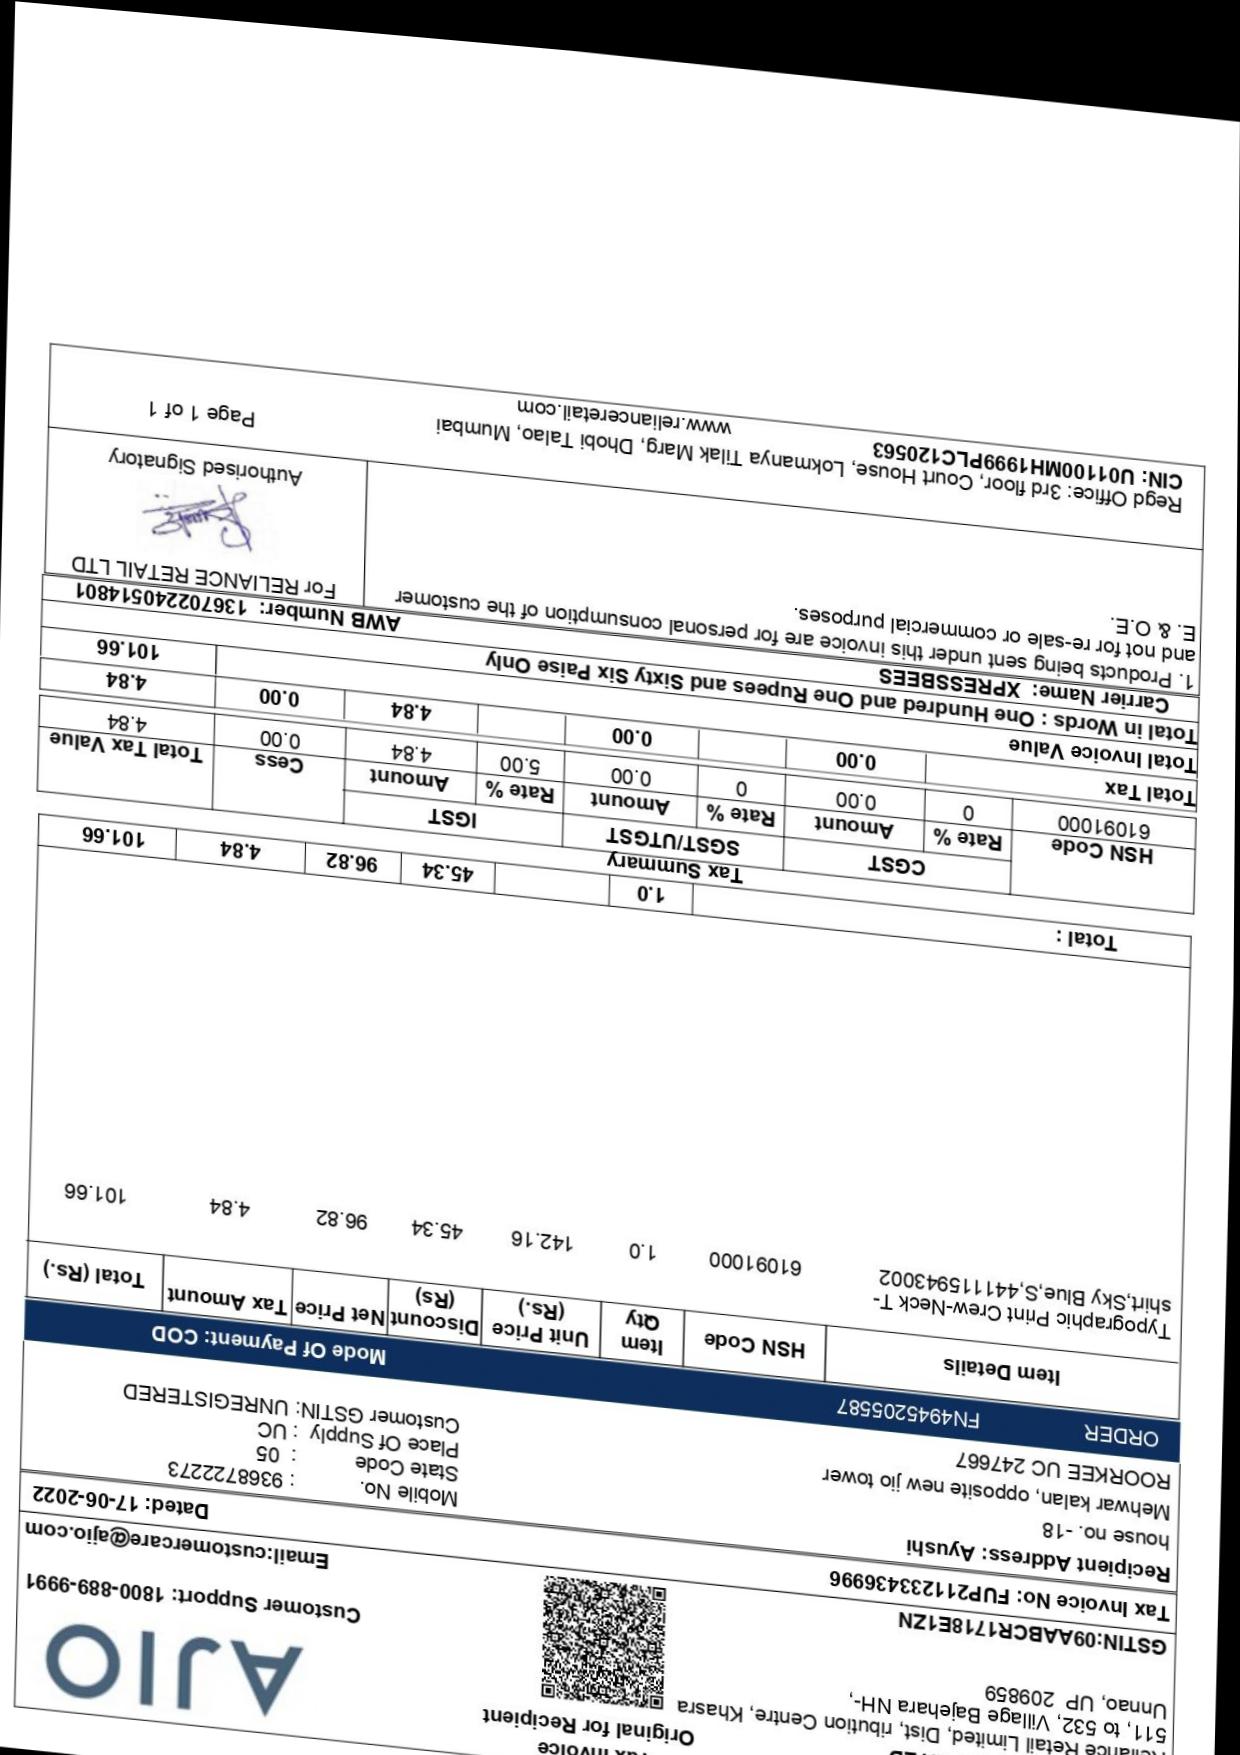 Tax Invoice
Original for Recipient
AJIO
Retail Limited, Dist, ribution Centre, Khasra
511, to 532, Village Bajehara NH-,
Unnao, UP 209859
GSTIN:09AABCR1718E1ZN
Customer Support: 1800-889-9991
Email:customercare@ajio.com
Tax Invoice No: FUP211233436996
Dated: 17-06-2022
Recipient Address: Ayushi
house no. -18
Mehwar kalan, opposite new jio tower
ROORKEE UC 247667
Mobile No. : 9368722273
State Code : 05
Place Of Supply : UC
Customer GSTIN: UNREGISTERED
ORDER FN4945205587 Mode Of Payment: COD
Item Details HSN Code Item Qty Unit Price (Rs.) Discount (Rs) Net Price Tax Amount Total (Rs.)
Typographic Print Crew-Neck T-
shirt,Sky Blue,S,441115943002 61091000 1.0 142.16 45.34 96.82 4.84 101.66
Total : 1.0 45.34 96.82 4.84 101.66
Tax Summary
HSN Code CGST SGST/UTGST IGST Cess Total Tax Value
Rate % Amount Rate % Amount Rate % Amount
61091000 0 0.00 0 0.00 5.00 4.84 0.00 4.84
Total Tax 0.00 0.00 4.84 0.00 4.84
Total Invoice Value 101.66
Total in Words : One Hundred and One Rupees and Sixty Six Paise Only
Carrier Name: XPRESSBEES AWB Number: 136702240514801
1. Products being sent under this invoice are for personal consumption of the customer
and not for re-sale or commercial purposes.
E. & O.E.
For RELIANCE RETAIL LTD
Authorised Signatory
Regd Office: 3rd floor, Court House, Lokmanya Tilak Marg, Dhobi Talao, Mumbai
CIN: U01100MH1999PLC120563
www.relianceretail.com
Page 1 of 1